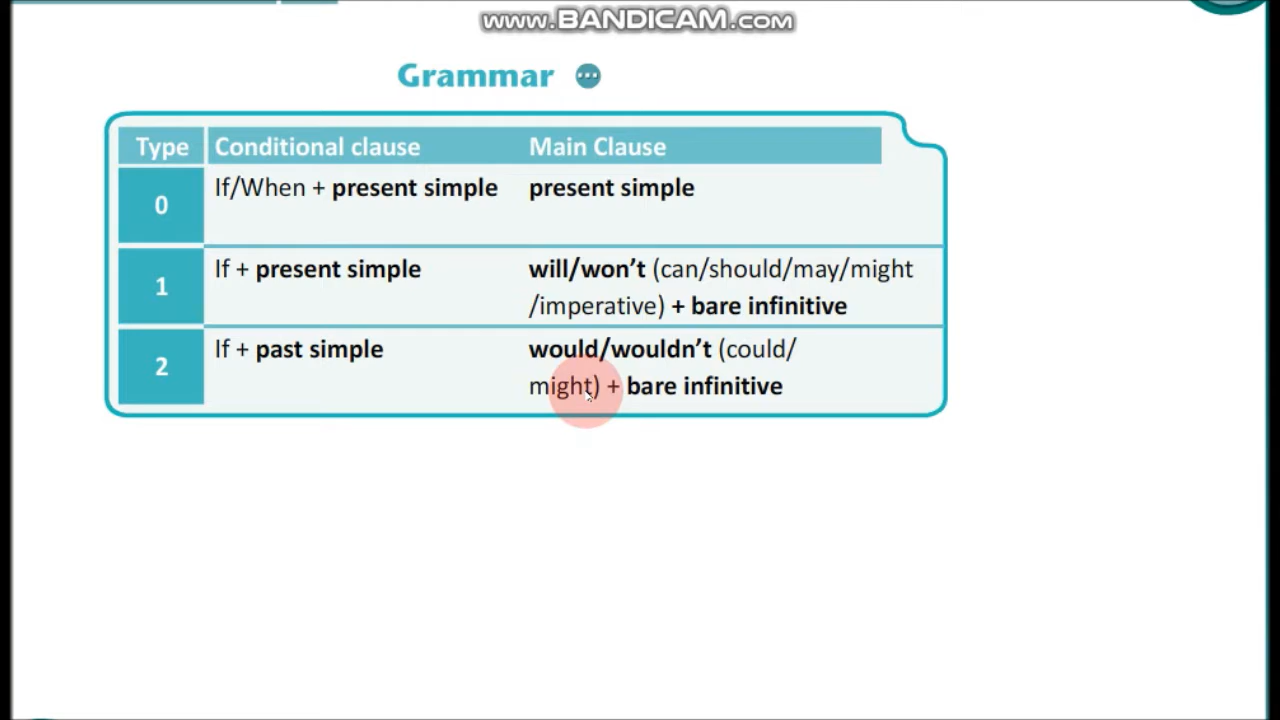 www.BANDICAM.com
Grammar
Type Conditional clause Main Clause
0 If/When + present simple present simple
1 If + present simple will/won't (can/should/may/might
/imperative) + bare infinitive
2 If + past simple would/wouldn't (could/
might) + bare infinitive